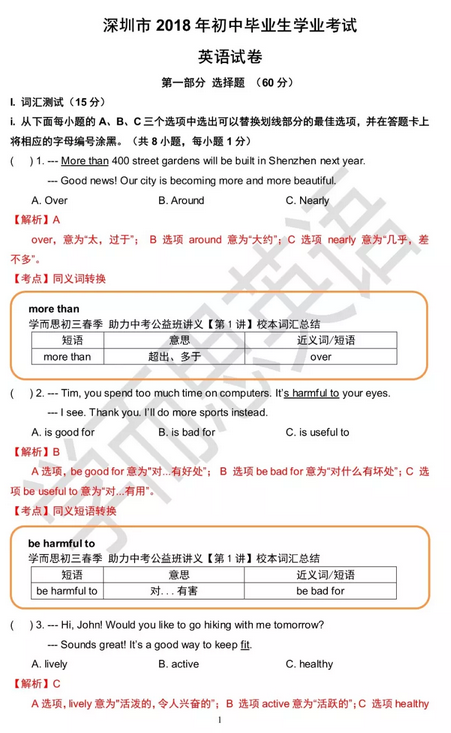 深圳市 2018 年初中毕业生学业考试
英语试卷
第一部分 选择题 （60 分）
I. 词汇测试（15 分）
i. 从下面每小题的 A、B、C 三个选项中选出可以替换划线部分的最佳选项，并在答题卡上
将相应的字母编号涂黑。（共 8 小题，每小题 1 分）
( ) 1. --- More than 400 street gardens will be built in Shenzhen next year.
--- Good news! Our city is becoming more and more beautiful.
A. Over B. Around C. Nearly
【解析】A
over，意为“太，过于”； B 选项 around 意为“大约”；C 选项 nearly 意为“几乎，差
不多”。
【考点】同义词转换
more than
学而思初三春季 助力中考公益班讲义【第 1 讲】校本词汇总结
短语 意思 近义词/短语
more than 超出、多于 over
( ) 2. --- Tim, you spend too much time on computers. It's harmful to your eyes.
--- I see. Thank you. I'll do more sports instead.
A. is good for B. is bad for C. is useful to
【解析】B
A 选项，be good for 意为“对...有好处”； B 选项 be bad for 意为“对什么有坏处”；C 选
项 be useful to 意为“对...有用”。
【考点】同义短语转换
be harmful to
学而思初三春季 助力中考公益班讲义【第 1 讲】校本词汇总结
短语 意思 近义词/短语
be harmful to 对...有害 be bad for
( ) 3. --- Hi, John! Would you like to go hiking with me tomorrow?
--- Sounds great! It's a good way to keep fit.
A. lively B. active C. healthy
【解析】C
A 选项，lively 意为“活泼的，令人兴奋的”； B 选项 active 意为“活跃的”；C 选项 healthy
1
学而思英语